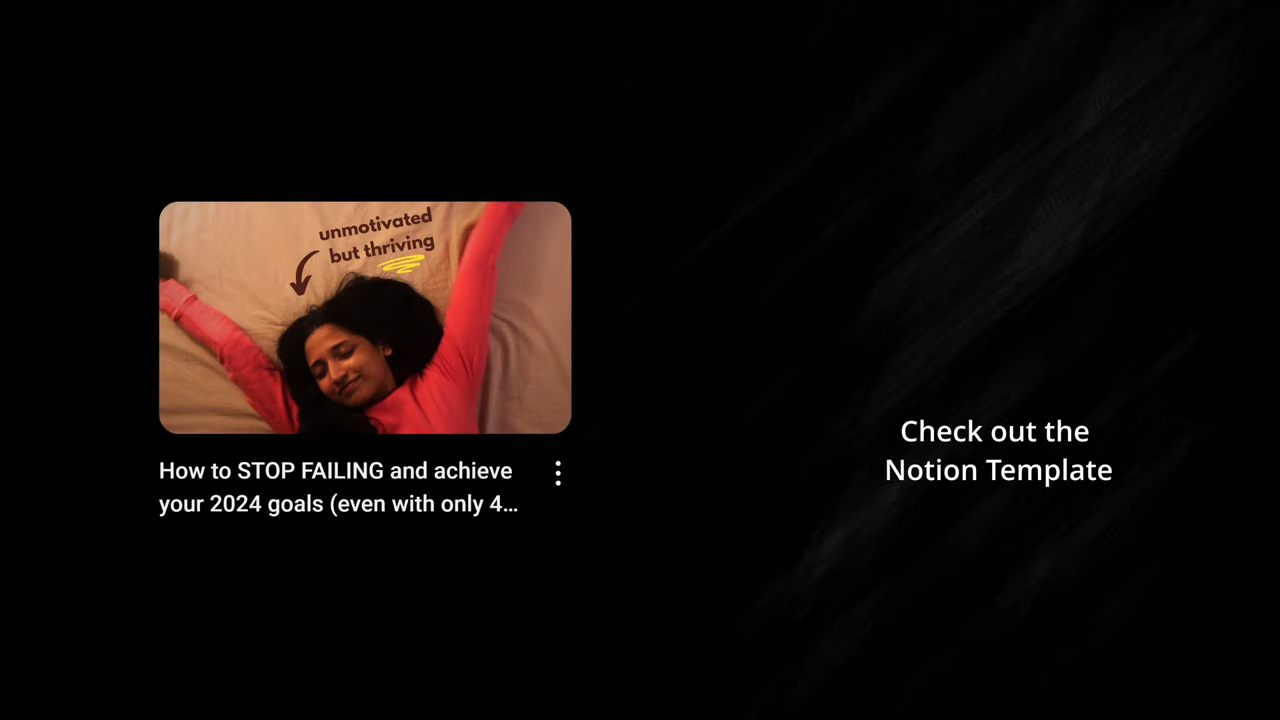 unmotivated
but thriving
How to STOP FAILING and achieve
your 2024 goals (even with only 4...
Check out the
Notion Template